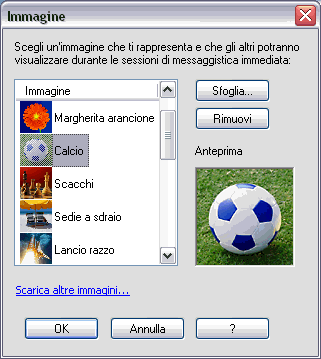 Immagine
Scegli un'immagine che ti rappresenta e che gli altri potranno
visualizzare durante le sessioni di messaggistica immediata:
Immagine
Margherita arancione
Calcio
Scacchi
Sedie a sdraio
Lancio razzo
Sfoglia...
Rimuovi
Anteprima
Scarica altre immagini...
OK
Annulla
?